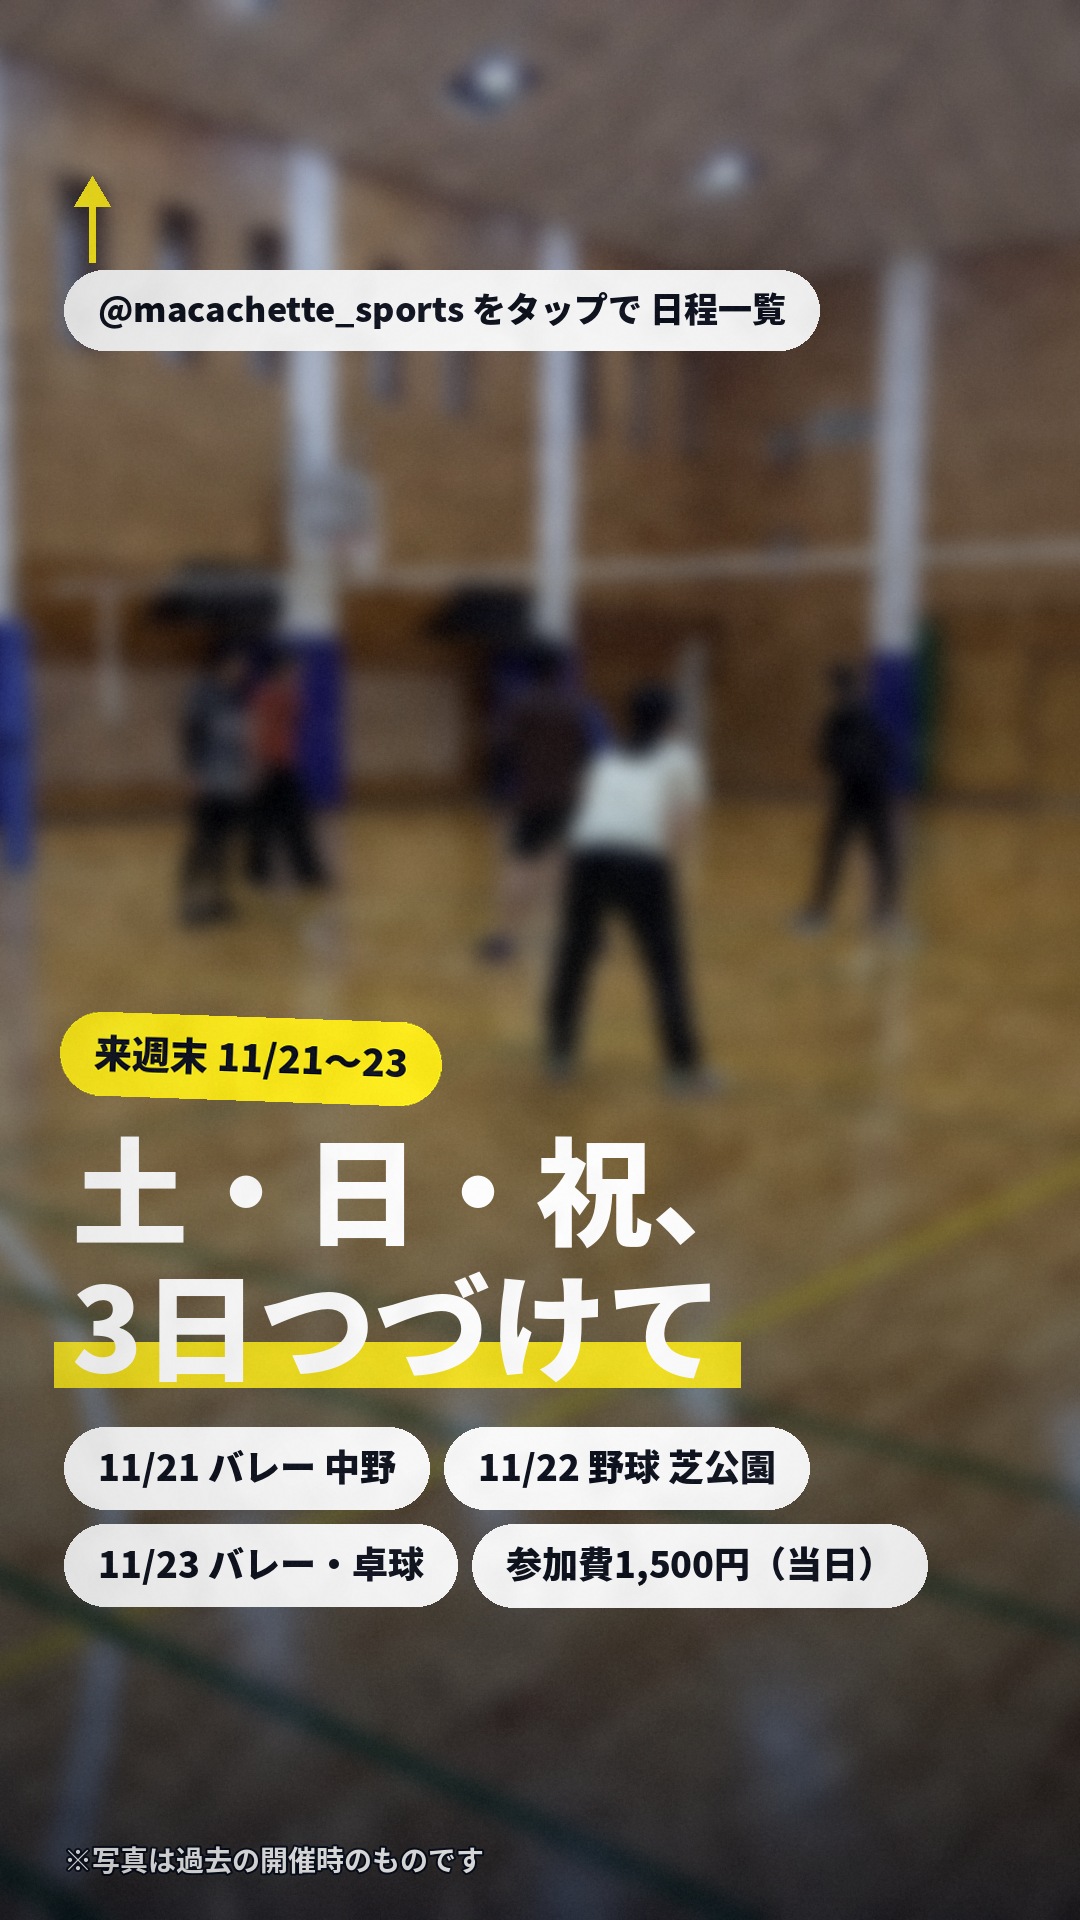 @macachette_sports をタップで 日程一覧
来週末 11/21〜23
土・日・祝、
3日つづけて
11/21 バレー 中野
11/22 野球 芝公園
11/23 バレー・卓球
参加費1,500円（当日）
※写真は過去の開催時のものです